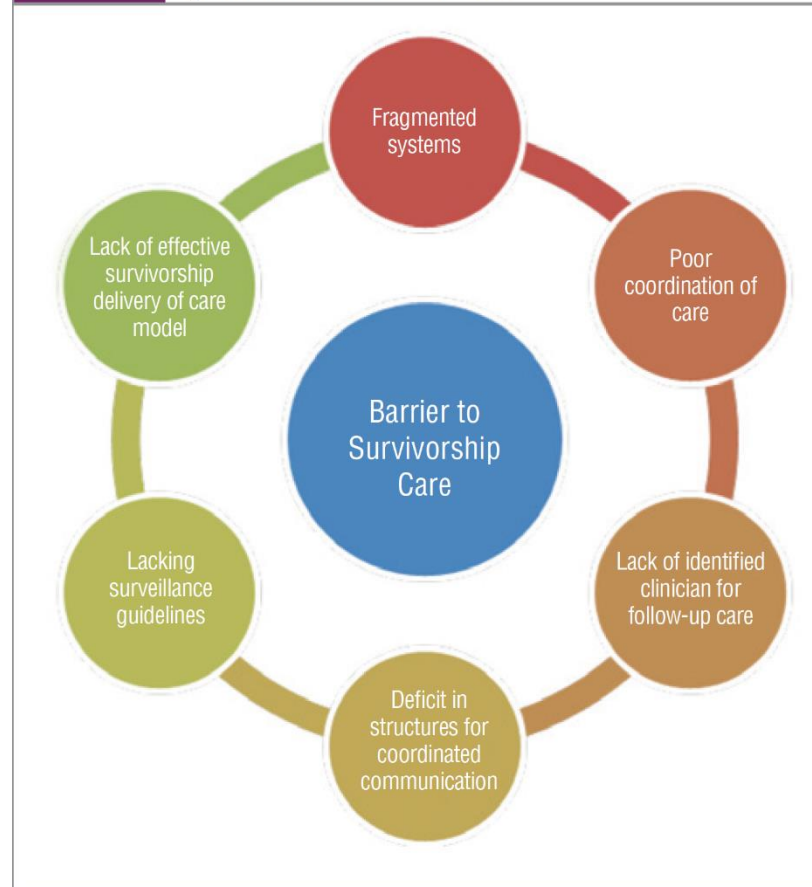 Fragmented
systems
Poor
coordination of
care
Lack of identified
clinician for
follow-up care
Deficit in
structures for
coordinated
communication
Lacking
surveillance
guidelines
Lack of effective
survivorship
delivery of care
model
Barrier to
Survivorship
Care